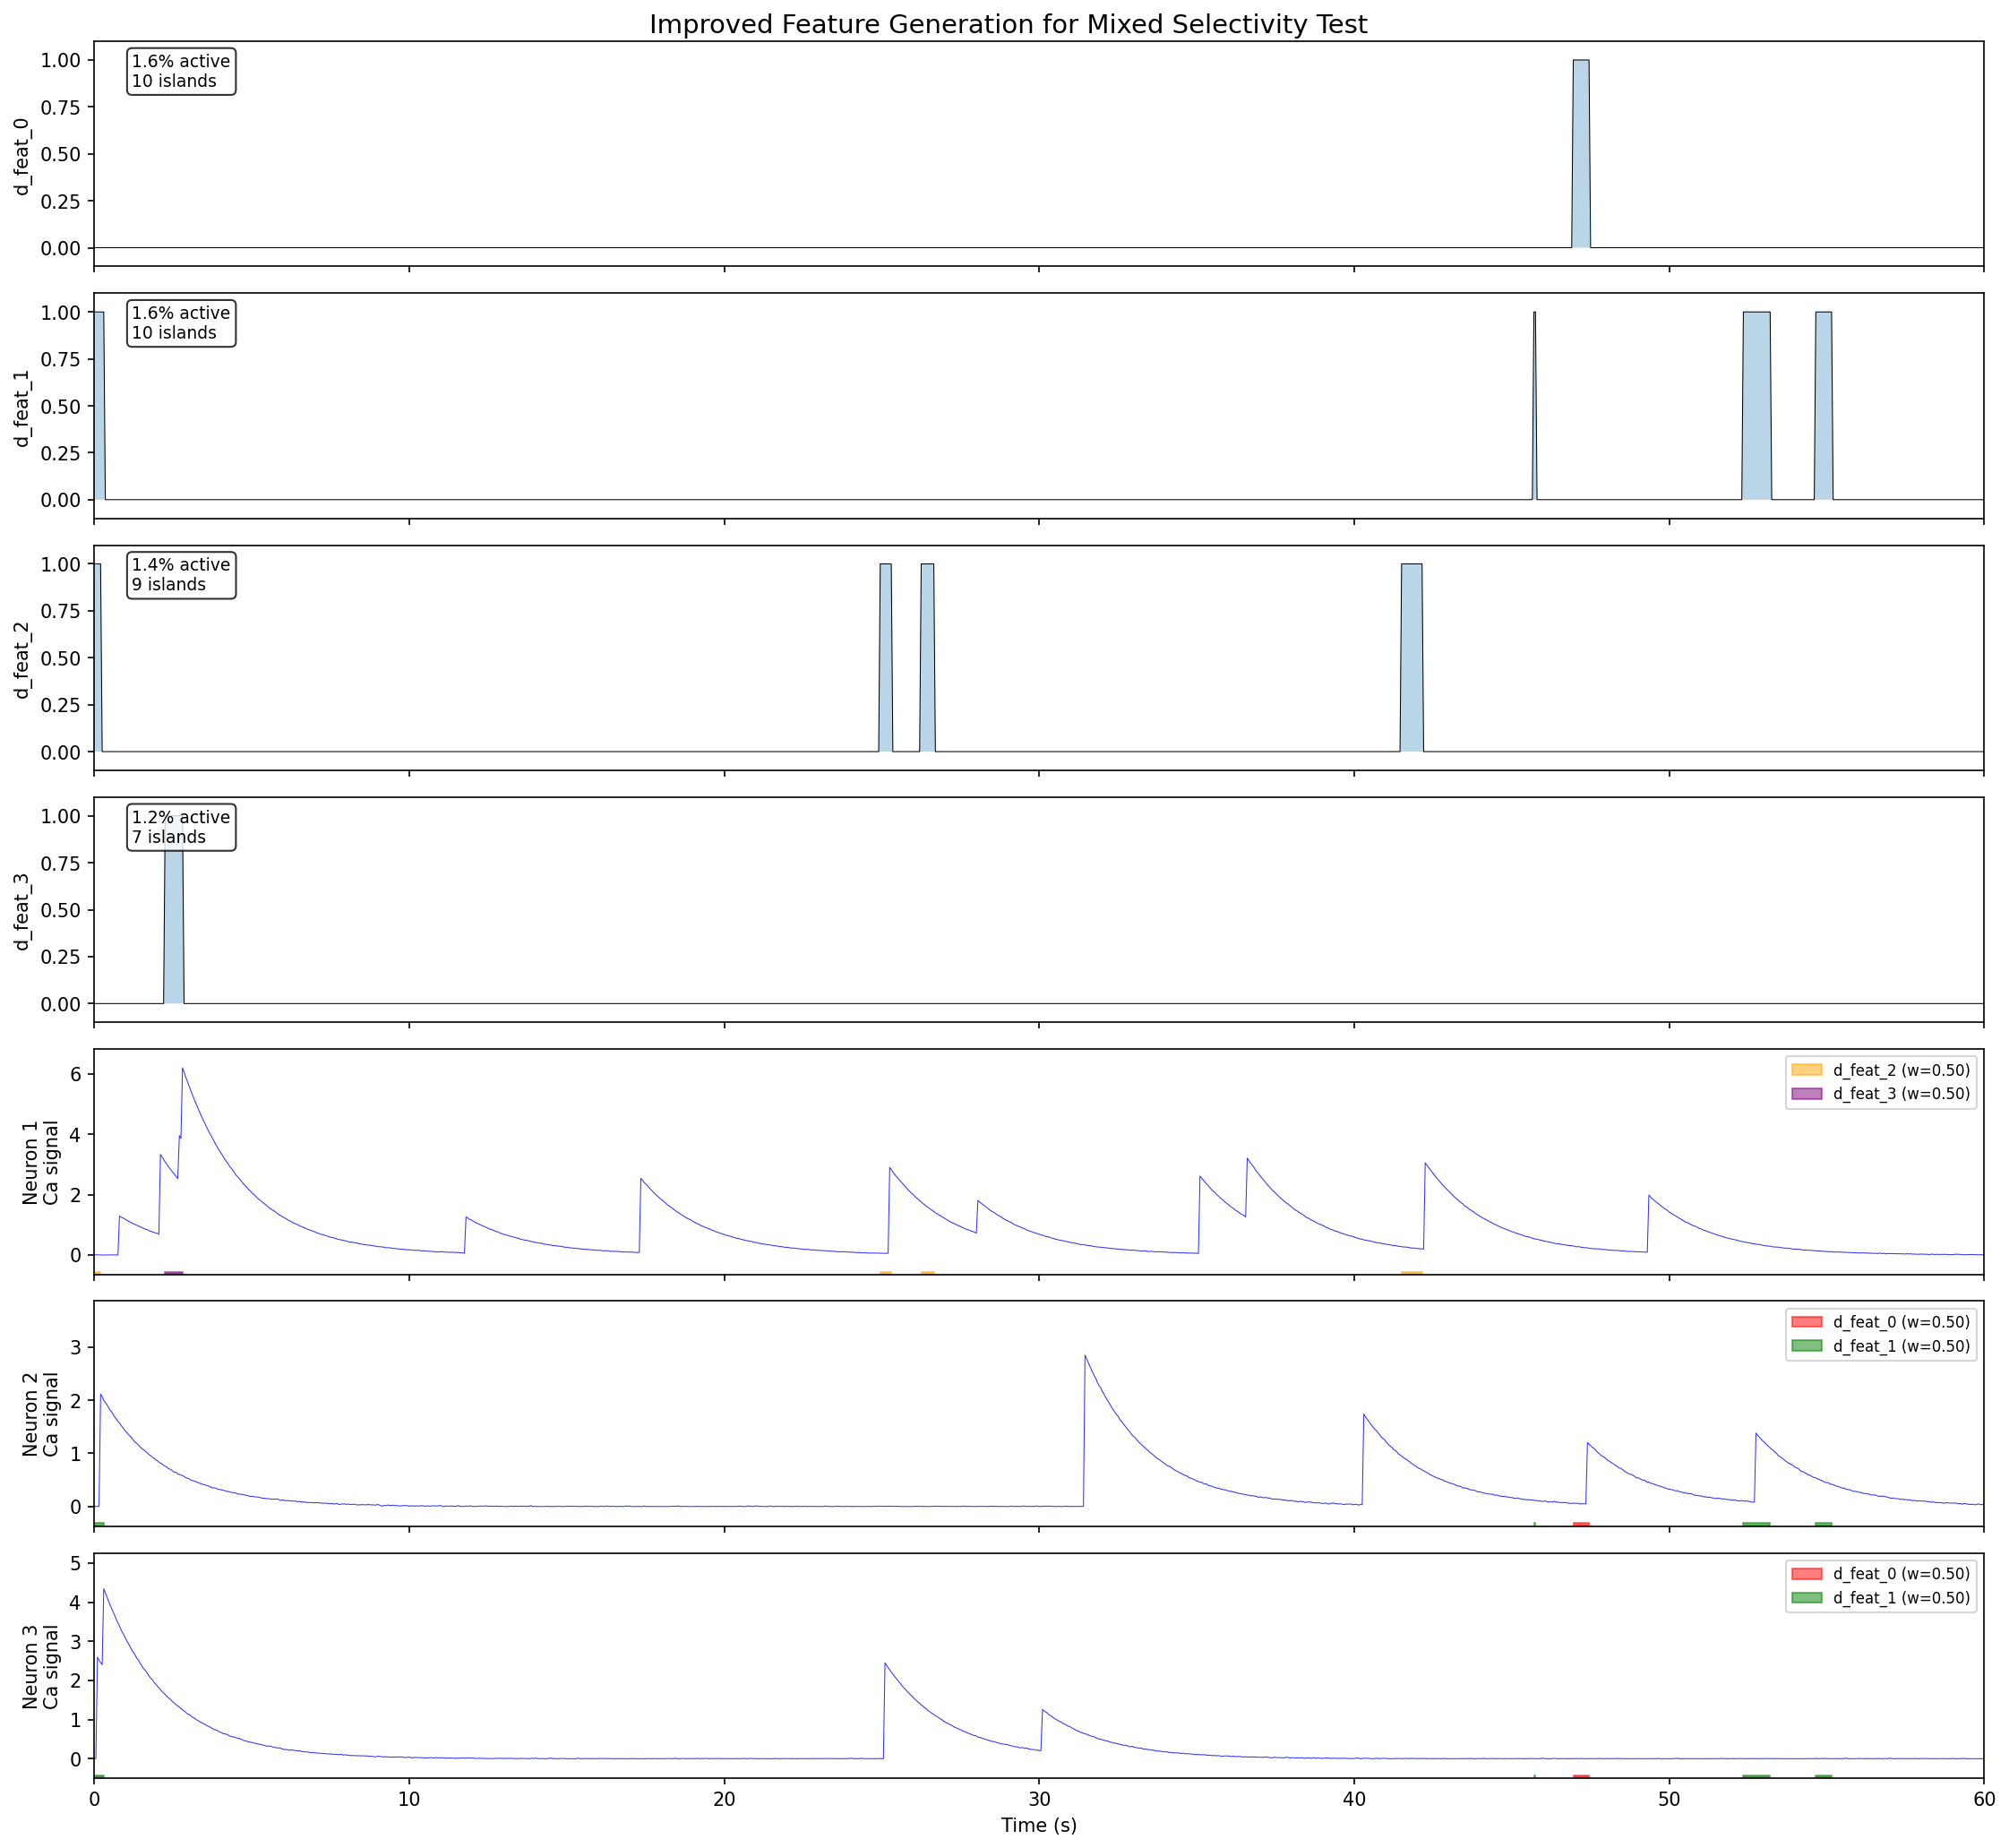 Improved Feature Generation for Mixed Selectivity Test
1.00
0.75
0.50
0.25
0.00
d_feat_0
1.6% active
10 islands
1.00
0.75
0.50
0.25
0.00
d_feat_1
1.6% active
10 islands
1.00
0.75
0.50
0.25
0.00
d_feat_2
1.4% active
9 islands
1.00
0.75
0.50
0.25
0.00
d_feat_3
1.2% active
7 islands
6
4
2
0
Neuron 1
Ca signal
d_feat_2 (w=0.50)
d_feat_3 (w=0.50)
3
2
1
0
Neuron 2
Ca signal
d_feat_0 (w=0.50)
d_feat_1 (w=0.50)
5
4
3
2
1
0
Neuron 3
Ca signal
d_feat_0 (w=0.50)
d_feat_1 (w=0.50)
0 10 20 30 40 50 60
Time (s)